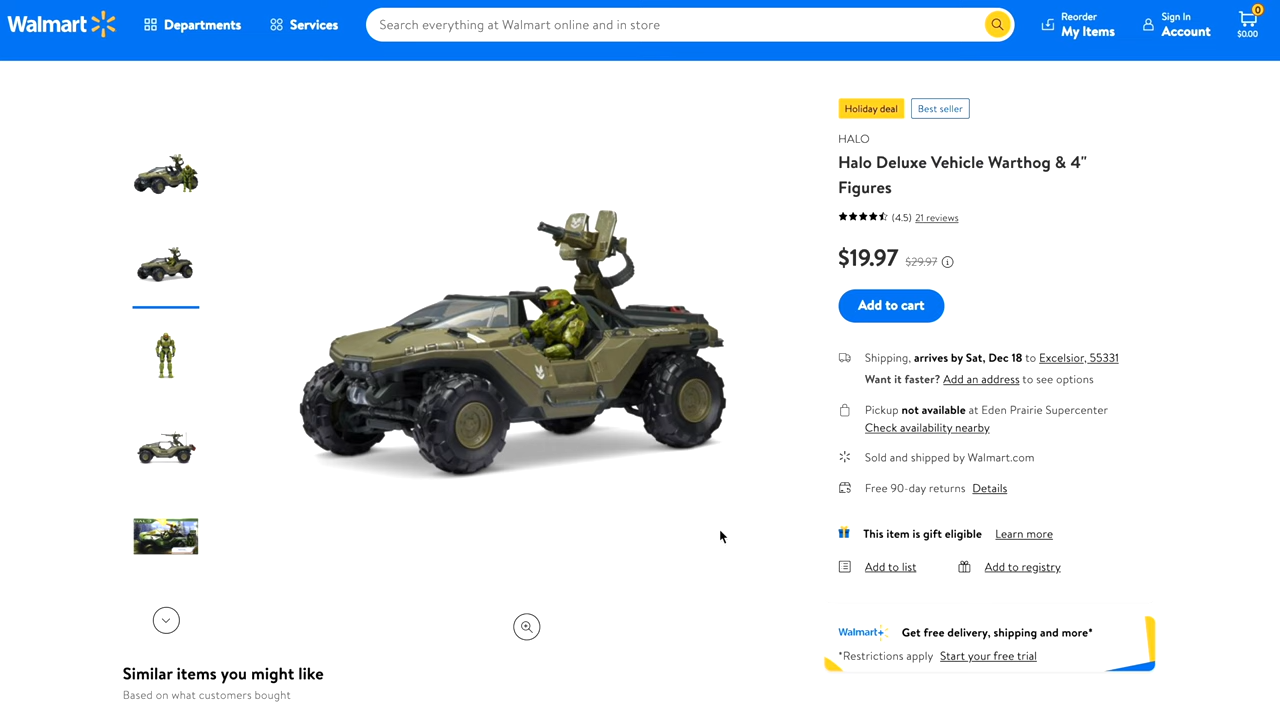 Walmart
Departments
Services
Search everything at Walmart online and in store
Reorder
My Items
Sign In
Account
0
$0.00
Holiday deal
Best seller
HALO
Halo Deluxe Vehicle Warthog & 4"
Figures
(4.5) 21 reviews
$19.97 $29.97
Add to cart
Shipping, arrives by Sat, Dec 18 to Excelsior, 55331
Want it faster? Add an address to see options
Pickup not available at Eden Prairie Supercenter
Check availability nearby
Sold and shipped by Walmart.com
Free 90-day returns Details
This item is gift eligible Learn more
Add to list
Add to registry
Walmart+ Get free delivery, shipping and more*
*Restrictions apply Start your free trial
Similar items you might like
Based on what customers bought